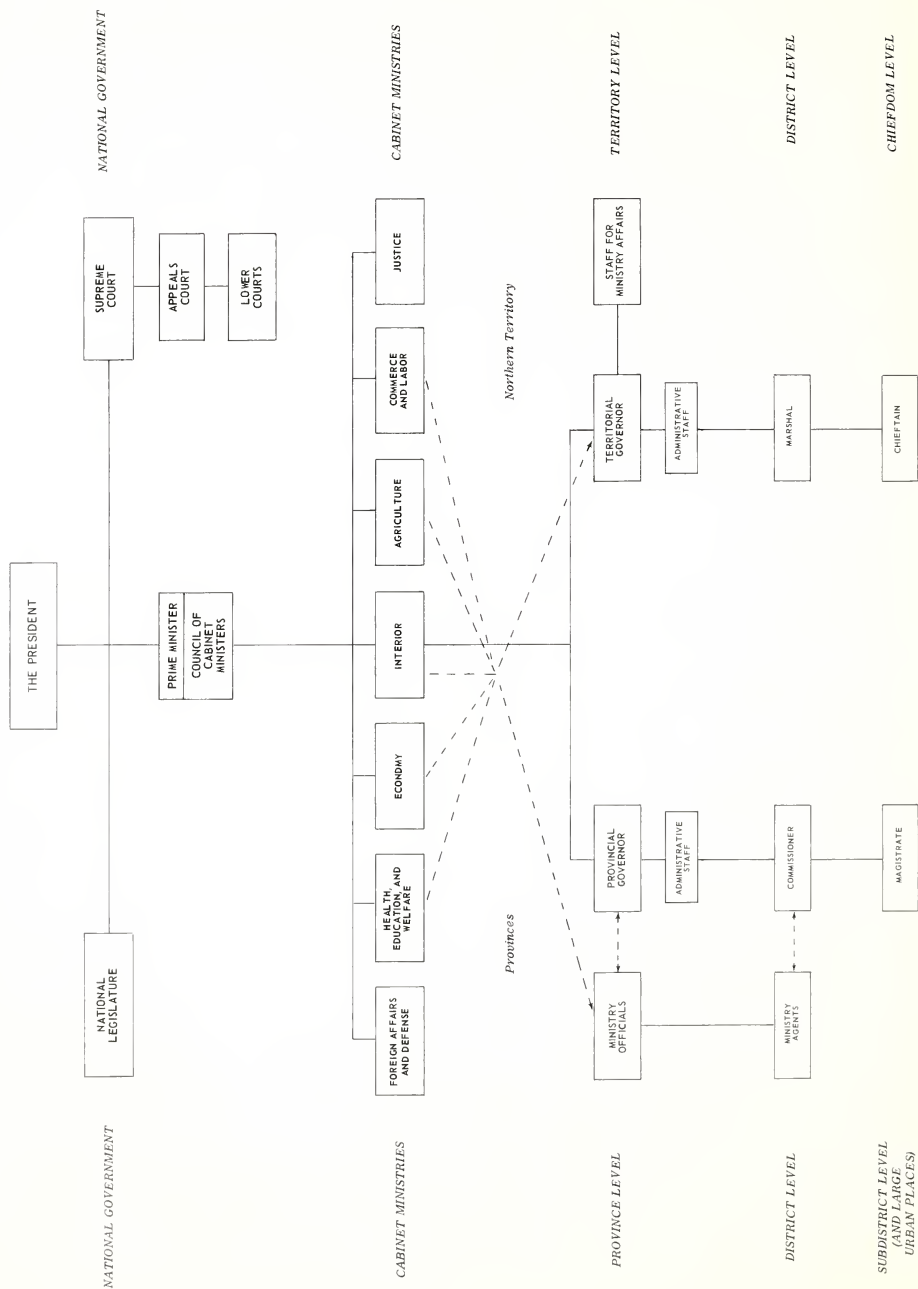 THE PRESIDENT
NATIONAL GOVERNMENT
NATIONAL
LEGISLATURE
SUPREME
COURT
NATIONAL GOVERNMENT
PRIME MINISTER
COUNCIL OF
CABINET
MINISTERS
APPEALS
COURT
LOWER
COURTS
CABINET MINISTRIES
FOREIGN AFFAIRS
AND DEFENSE
HEALTH,
EDUCATION, AND
WELFARE
ECONOMY
INTERIOR
AGRICULTURE
COMMERCE
AND LABOR
JUSTICE
CABINET MINISTRIES
Provinces
Northern Territory
PROVINCE LEVEL
MINISTRY
OFFICIALS
PROVINCIAL
GOVERNOR
TERRITORIAL
GOVERNOR
STAFF FOR
MINISTRY AFFAIRS
TERRITORY LEVEL
ADMINISTRATIVE
STAFF
ADMINISTRATIVE
STAFF
DISTRICT LEVEL
MINISTRY
AGENTS
COMMISSIONER
MARSHAL
DISTRICT LEVEL
SUBDISTRICT LEVEL
(AND LARGE
URBAN PLACES)
MAGISTRATE
CHIEFTAIN
CHIEFDOM LEVEL